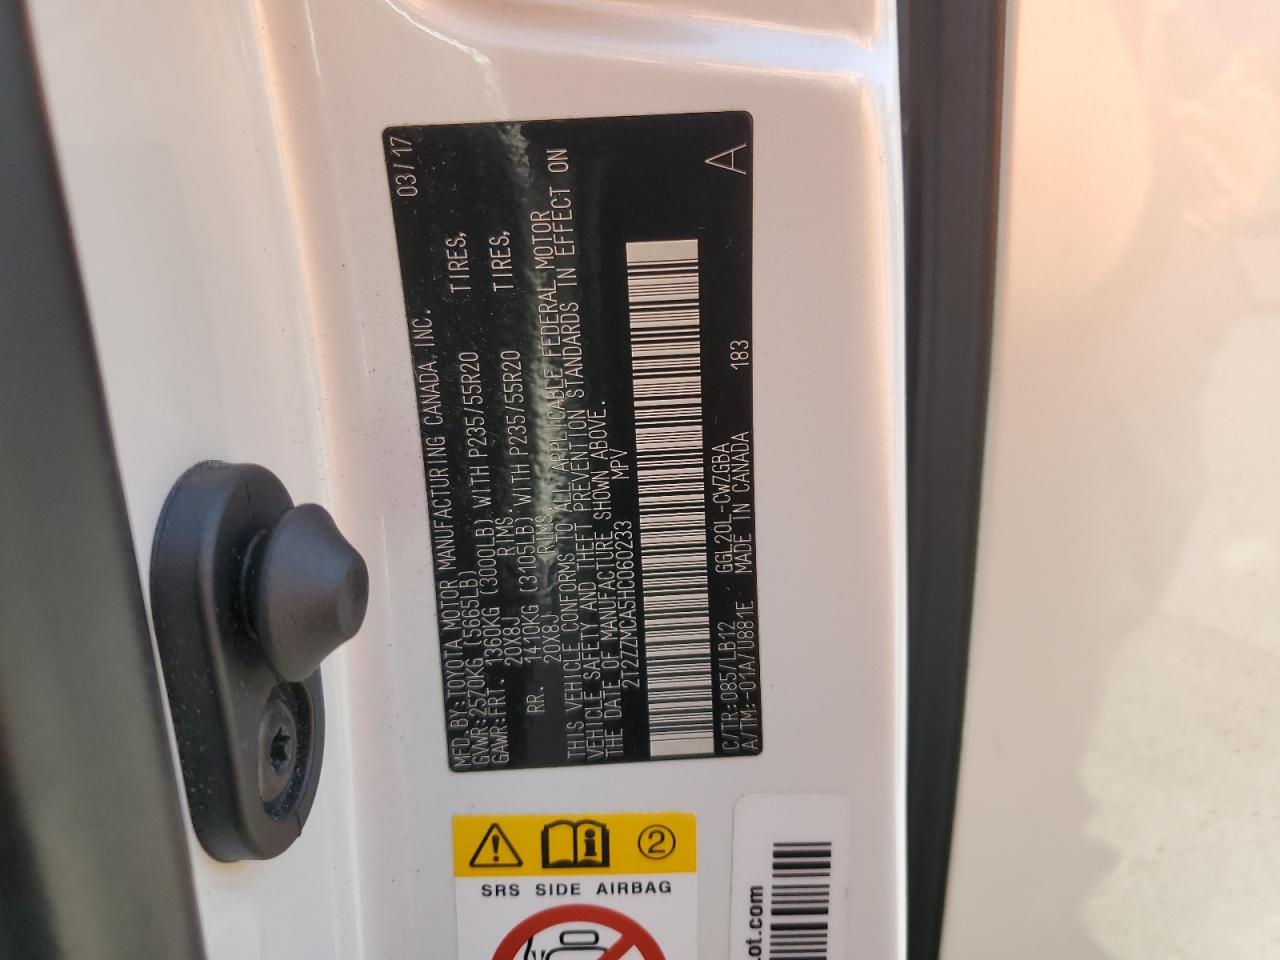 MFD. BY: TOYOTA MOTOR MANUFACTURING CANADA INC. 03/17
GVWR: 2570KG (5665LB)
GAWR: FRT. 1360KG (3000LB) WITH P235/55R20 TIRES,
20X8J RIMS.
RR. 1410KG (3105LB) WITH P235/55R20 TIRES,
20X8J RIMS.
THIS VEHICLE CONFORMS TO ALL APPLICABLE FEDERAL MOTOR
VEHICLE SAFETY AND THEFT PREVENTION STANDARDS IN EFFECT ON
THE DATE OF MANUFACTURE SHOWN ABOVE.
2T2ZZMCA5HC060233 MPV
C/TR: 085/LB12 GGL20L-CWZGBA
A/TM: -01A/U881E MADE IN CANADA 183 A
2
SRS SIDE AIRBAG
ot.com